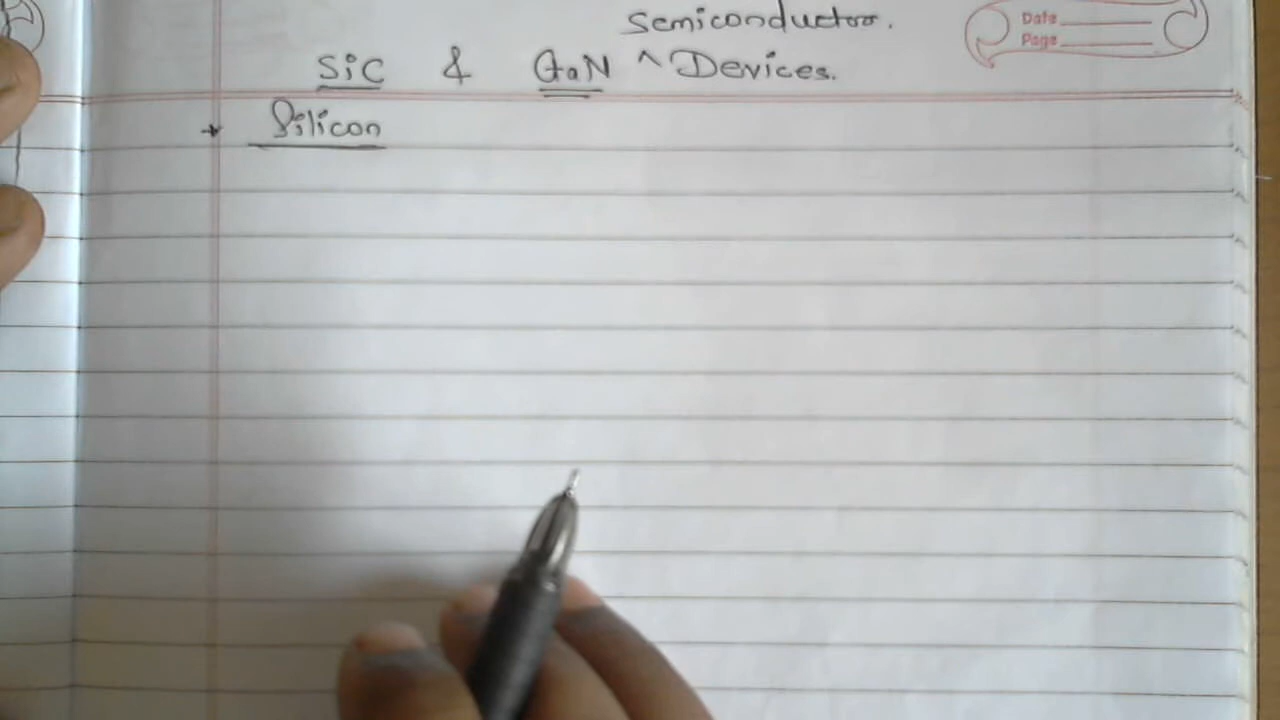 Semiconductor.
SiC & GaN ^ Devices.
* Silicon
Date
Page